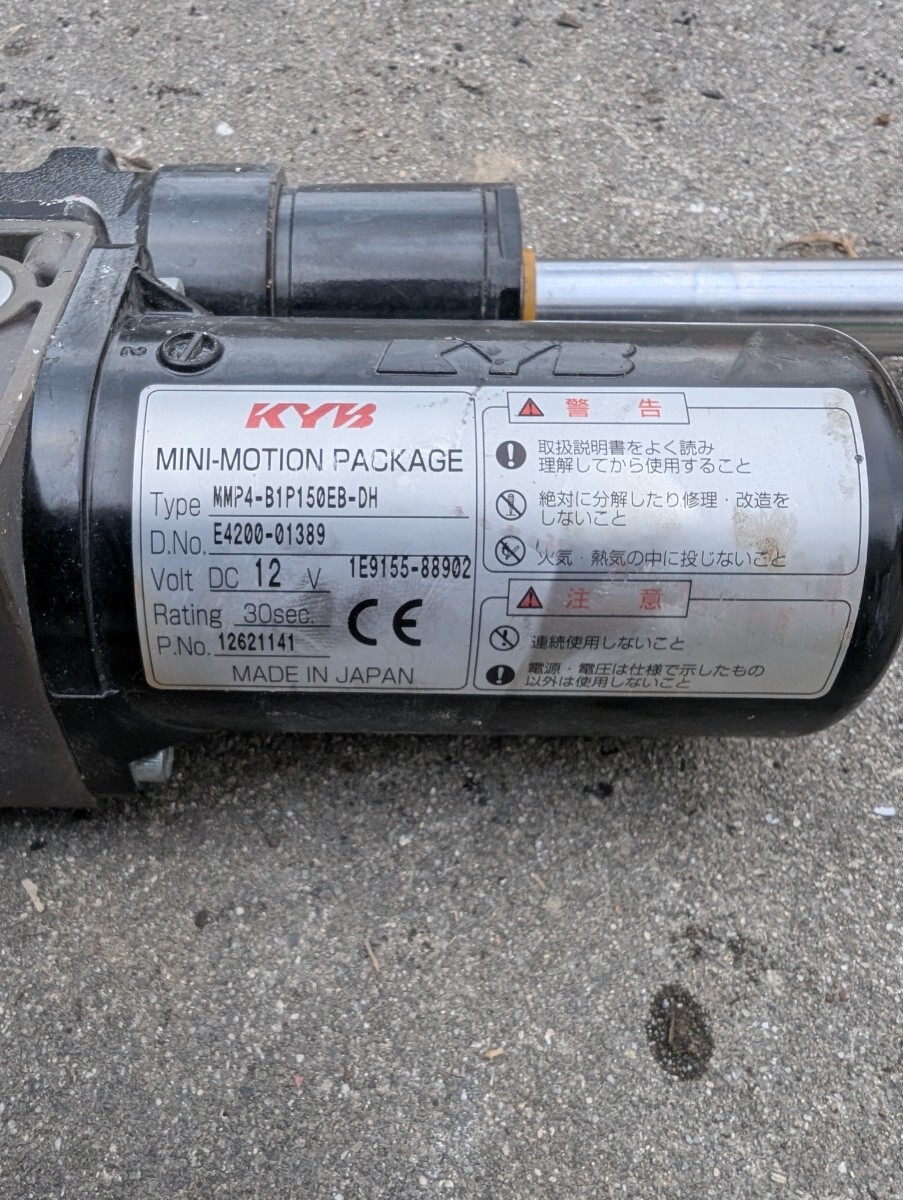 KYB
KYB
MINI-MOTION PACKAGE
Type MMP4-B1P150EB-DH
D.No. E4200-01389
Volt DC 12 V 1E9155-88902
Rating 30sec.
CE
P.No. 12621141
MADE IN JAPAN
警告
取扱説明書をよく読み
理解してから使用すること
絶対に分解したり修理・改造を
しないこと
火気・熱気の中に投じないこと
注意
連続使用しないこと
電源・電圧は仕様で示したもの
以外は使用しないこと